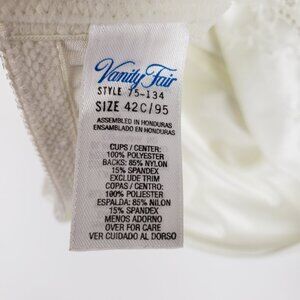 Vanity Fair
STYLE 75-134
SIZE 42C/95
ASSEMBLED IN HONDURAS
ENSAMBLADO EN HONDURAS
CUPS / CENTER:
100% POLYESTER
BACKS: 85% NYLON
15% SPANDEX
EXCLUDE TRIM
COPAS / CENTRO:
100% POLYESTER
ESPALDA: 85% NILON
15% SPANDEX
MENOS ADORNO
OVER FOR CARE
VER CUIDADO AL DORSO